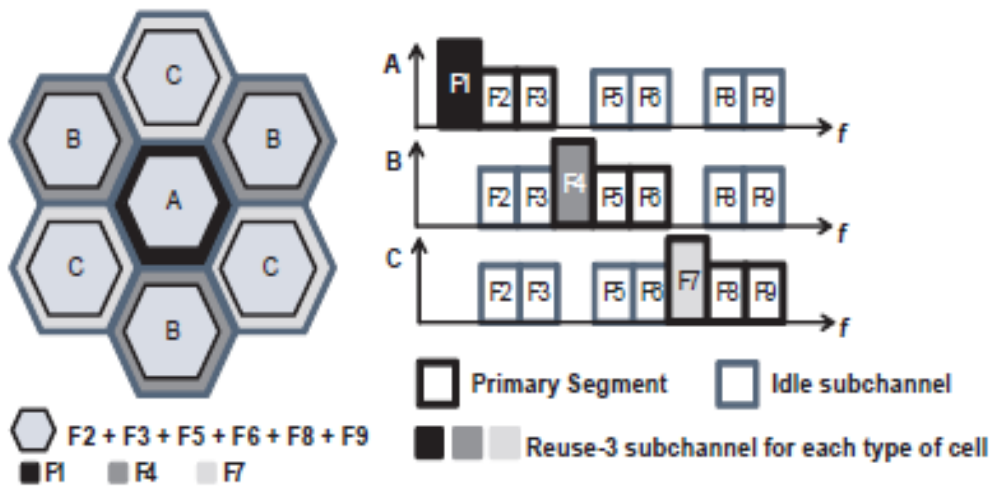 C
B
B
A
C
C
B
F2 + F3 + F5 + F6 + F8 + F9
F1
F4
F7
A
F1
F2
F3
F5
F6
F8
F9
f
B
F2
F3
F4
F5
F6
F8
F9
f
C
F2
F3
F5
F6
F7
F8
F9
f
Primary Segment
Idle subchannel
Reuse-3 subchannel for each type of cell